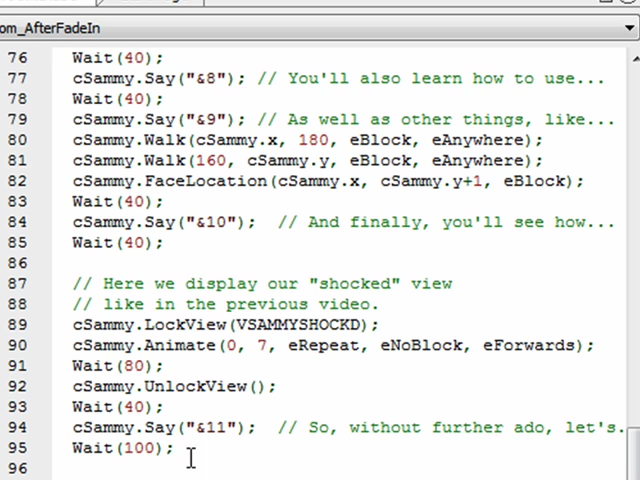 om_AfterFadeIn
76 Wait(40);
77 cSammy.Say("&8"); // You'll also learn how to use...
78 Wait(40);
79 cSammy.Say("&9"); // As well as other things, like...
80 cSammy.Walk(cSammy.x, 180, eBlock, eAnywhere);
81 cSammy.Walk(160, cSammy.y, eBlock, eAnywhere);
82 cSammy.FaceLocation(cSammy.x, cSammy.y+1, eBlock);
83 Wait(40);
84 cSammy.Say("&10"); // And finally, you'll see how...
85 Wait(40);
86
87 // Here we display our "shocked" view
88 // like in the previous video.
89 cSammy.LockView(VSAMMYSHOCKD);
90 cSammy.Animate(0, 7, eRepeat, eNoBlock, eForwards);
91 Wait(80);
92 cSammy.UnlockView();
93 Wait(40);
94 cSammy.Say("&11"); // So, without further ado, let's.
95 Wait(100);
96